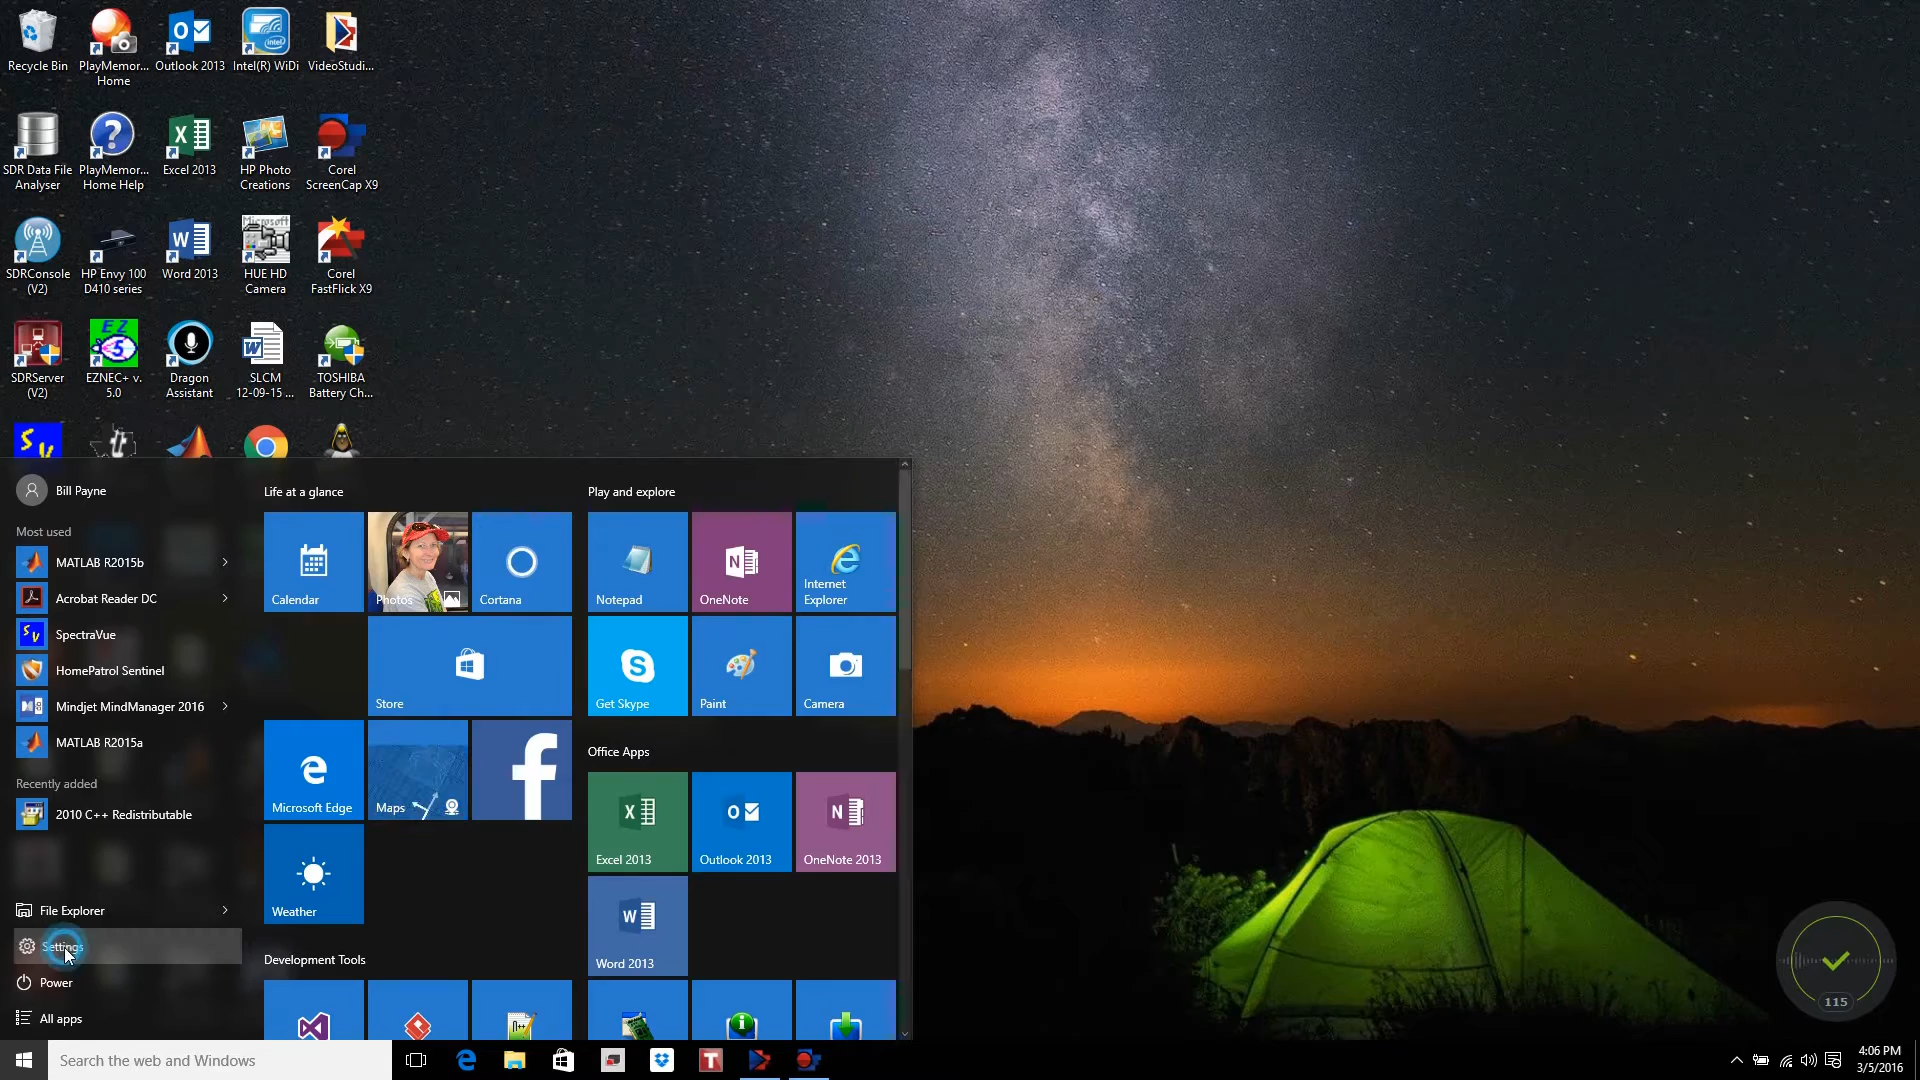 Recycle Bin
PlayMemor...
Home
Outlook 2013
Intel(R) WiDi
VideoStudi...
SDR Data File
Analyser
PlayMemor...
Home Help
Excel 2013
HP Photo
Creations
Corel
ScreenCap X9
SDRConsole
(V2)
HP Envy 100
D410 series
Word 2013
Microsoft
HUE HD
Camera
Corel
FastFlick X9
SDRServer
(V2)
EZ
5
EZNEC+ v.
5.0
Dragon
Assistant
SLCM
12-09-15 ...
TOSHIBA
Battery Ch...
Bill Payne
Most used
MATLAB R2015b
Acrobat Reader DC
SpectraVue
HomePatrol Sentinel
Mindjet MindManager 2016
MATLAB R2015a
Recently added
2010 C++ Redistributable
File Explorer
Settings
Power
All apps
Life at a glance
Calendar
Photos
Cortana
Store
Microsoft Edge
Maps
Weather
Development Tools
Play and explore
Notepad
OneNote
Internet
Explorer
Get Skype
Paint
Camera
Office Apps
Excel 2013
Outlook 2013
OneNote 2013
Word 2013
115
Search the web and Windows
4:06 PM
3/5/2016